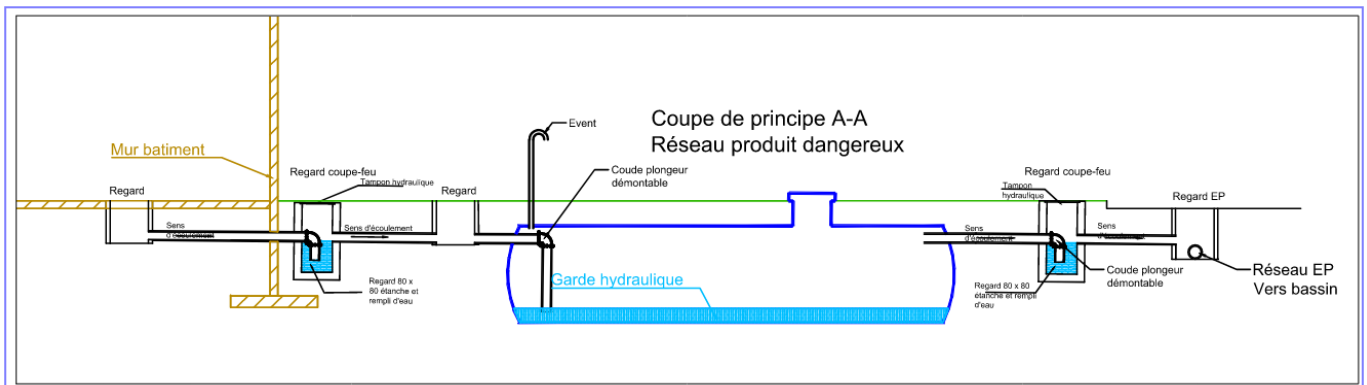 Coupe de principe A-A
Réseau produit dangereux
Event
Mur batiment
Coude plongeur
démontable
Regard coupe-feu
Tampon hydraulique
Regard
Regard
Sens
d'écoulement
Sens d'écoulement
Regard 80 x
80 étanche et
rempli d'eau
Garde hydraulique
Regard coupe-feu
Tampon
hydraulique
Regard EP
Sens
d'écoulement
Sens
d'écoulement
Coude plongeur
démontable
Regard 80 x 80
étanche et rempli
d'eau
Réseau EP
Vers bassin